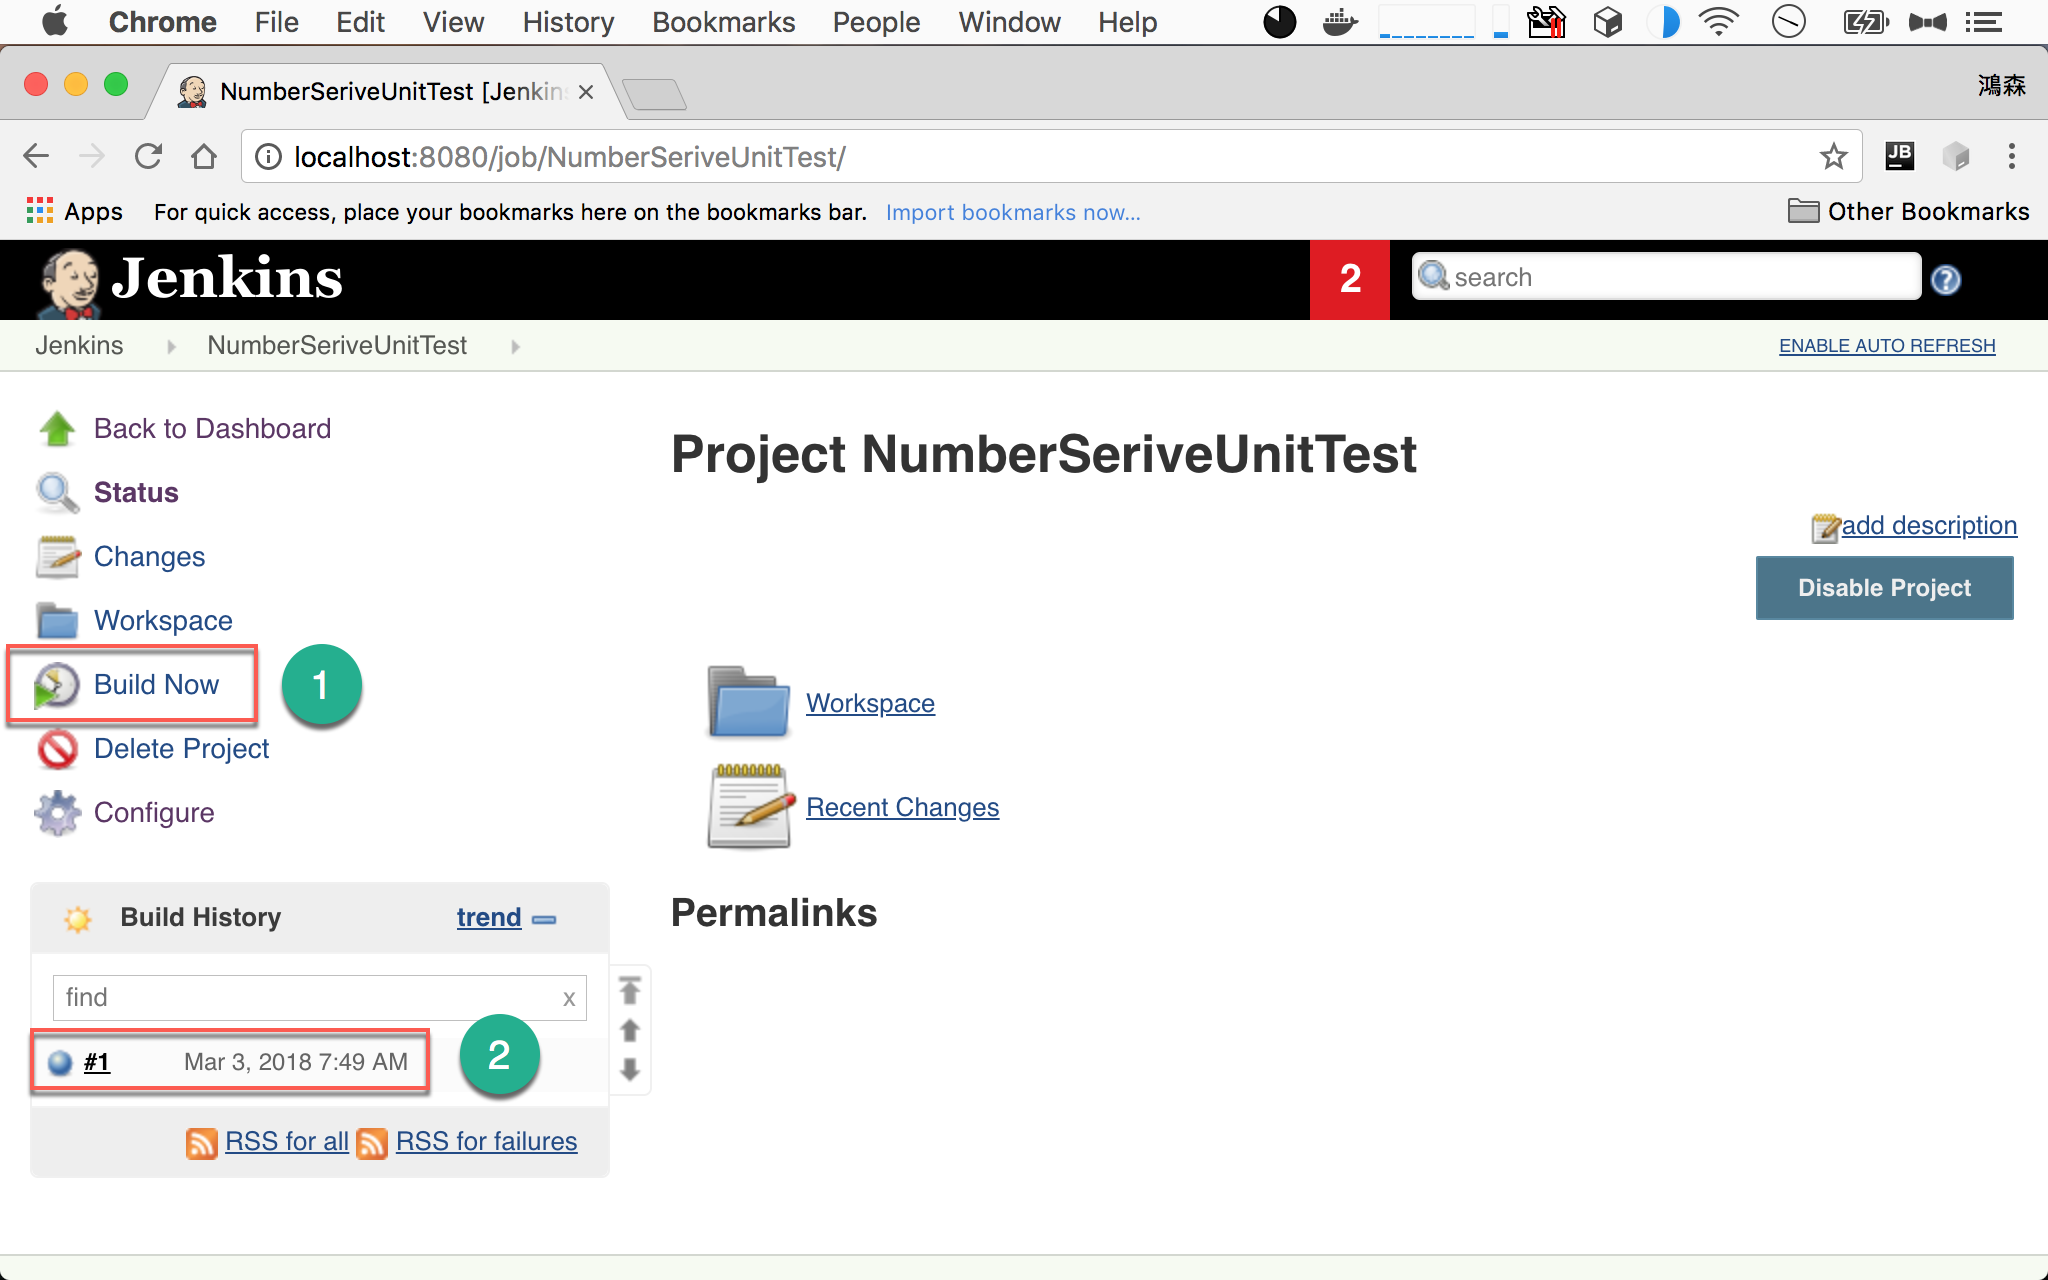 Chrome File Edit View History Bookmarks People Window Help
NumberSeriveUnitTest [Jenkin
鴻森
localhost:8080/job/NumberSeriveUnitTest/
JB
Apps For quick access, place your bookmarks here on the bookmarks bar. Import bookmarks now... Other Bookmarks
Jenkins 2 search ?
Jenkins NumberSeriveUnitTest ENABLE AUTO REFRESH
Back to Dashboard
Status
Changes
Workspace
Build Now 1
Delete Project
Configure
Project NumberSeriveUnitTest
add description
Disable Project
Workspace
Recent Changes
Permalinks
Build History trend
find x
#1 Mar 3, 2018 7:49 AM 2
RSS for all RSS for failures